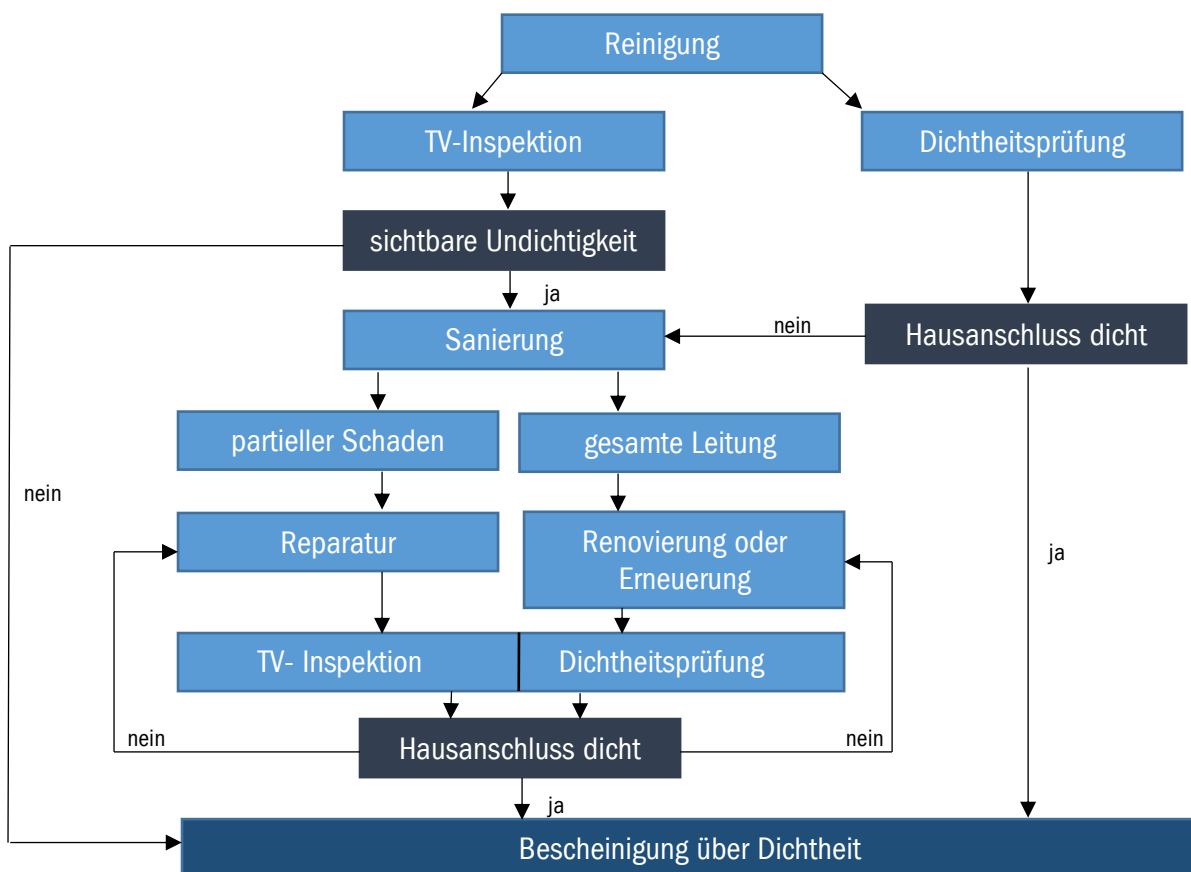 Reinigung
TV-Inspektion
Dichtheitsprüfung
sichtbare Undichtigkeit
ja
Sanierung
nein
Hausanschluss dicht
partieller Schaden
gesamte Leitung
nein
Reparatur
Renovierung oder
Erneuerung
ja
TV- Inspektion
Dichtheitsprüfung
nein
Hausanschluss dicht
nein
ja
Bescheinigung über Dichtheit